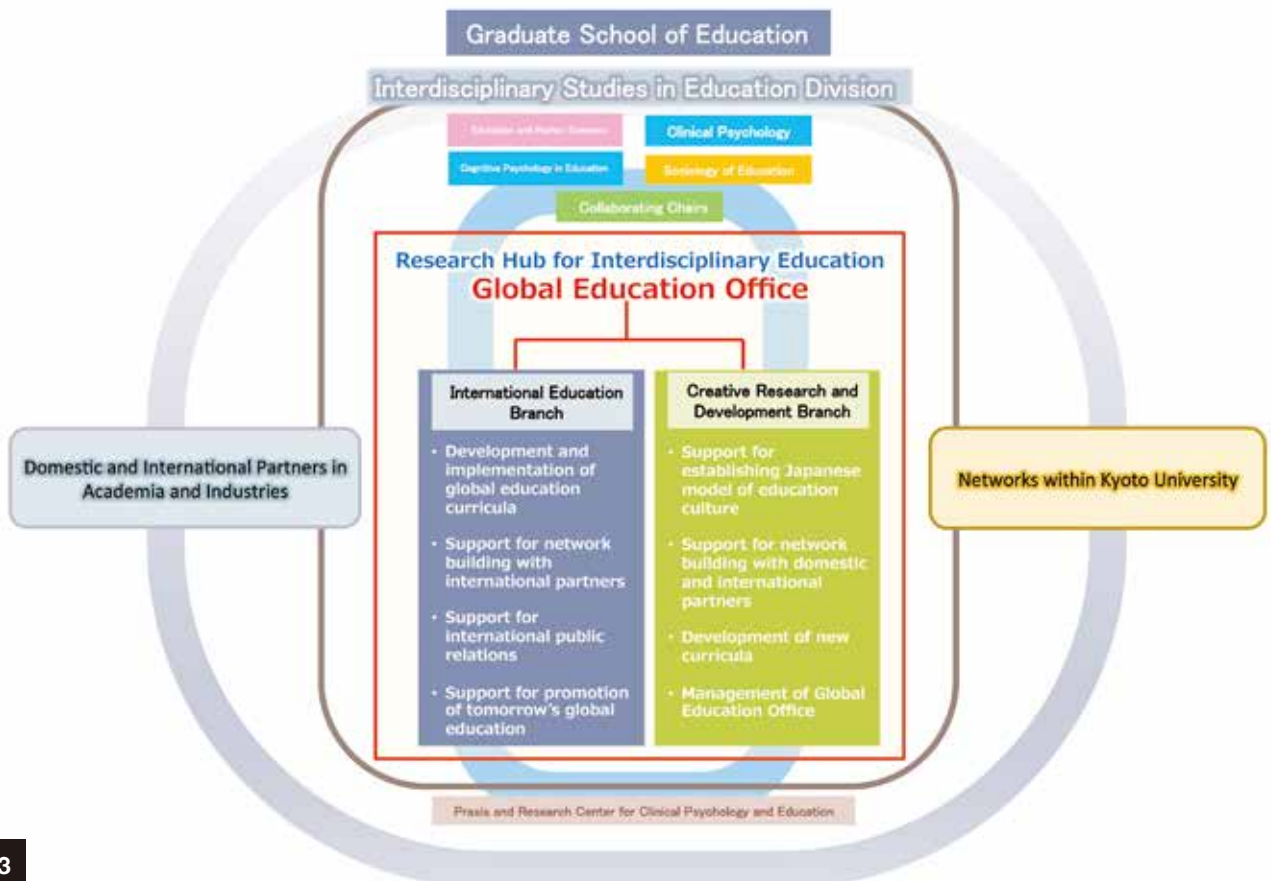 Graduate School of Education
Interdisciplinary Studies in Education Division
Education and Human Sciences
Clinical Psychology
Cognitive Psychology in Education
Sociology of Education
Collaborating Chairs
Research Hub for Interdisciplinary Education
Global Education Office
International Education
Branch
• Development and
implementation of
global education
curricula
• Support for network
building with
international partners
• Support for
international public
relations
• Support for promotion
of tomorrow's global
education
Creative Research and
Development Branch
• Support for
establishing Japanese
model of education
culture
• Support for network
building with domestic
and international
partners
• Development of new
curricula
• Management of Global
Education Office
Domestic and International Partners in
Academia and Industries
Networks within Kyoto University
Praxis and Research Center for Clinical Psychology and Education
3